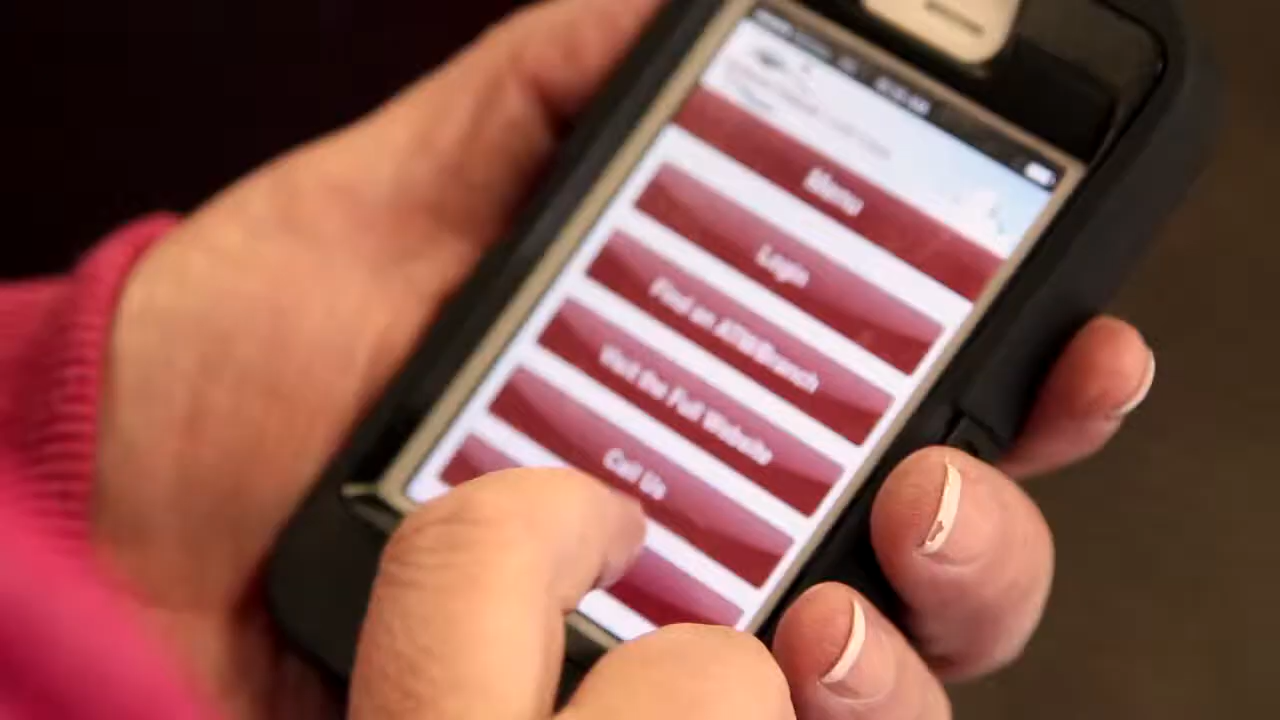 Menu
Login
Find an ATM/Branch
Visit the Full Website
Call Us